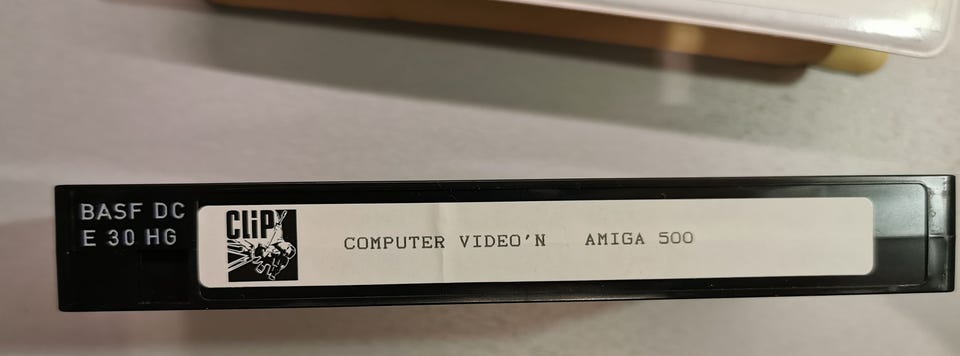 BASF DC
E 30 HG
CLiP
COMPUTER VIDEO'N AMIGA 500